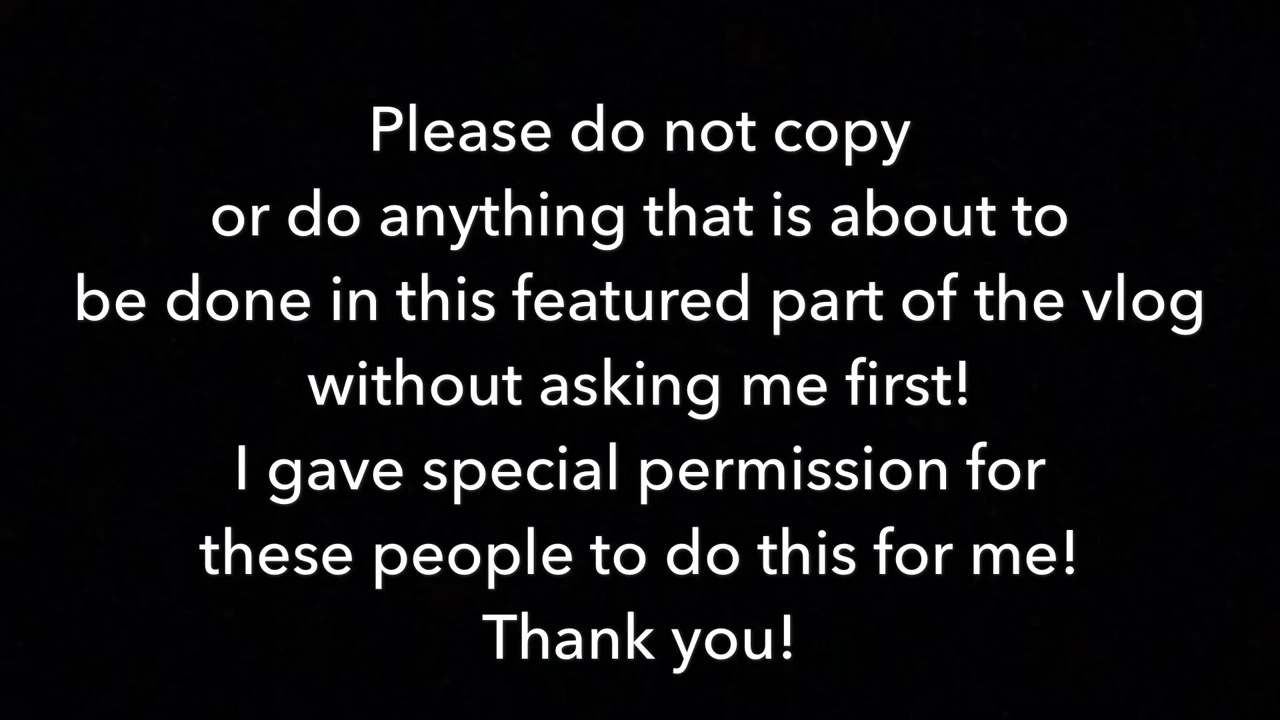 Please do not copy
or do anything that is about to
be done in this featured part of the vlog
without asking me first!
I gave special permission for
these people to do this for me!
Thank you!